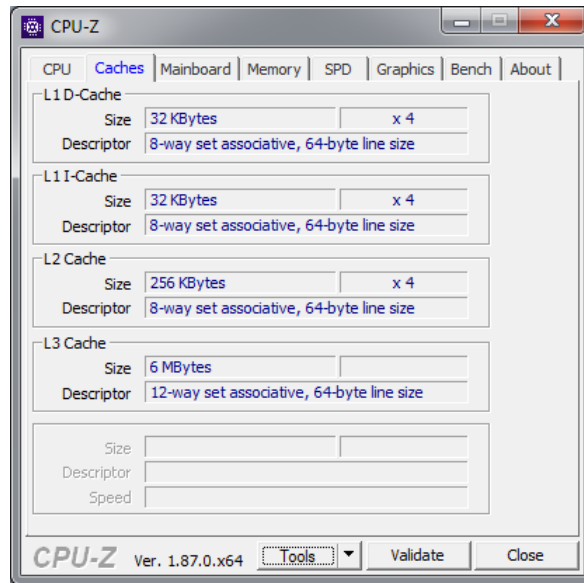 CPU-Z
CPU Caches Mainboard Memory SPD Graphics Bench About
L1 D-Cache
Size 32 KBytes x 4
Descriptor 8-way set associative, 64-byte line size
L1 I-Cache
Size 32 KBytes x 4
Descriptor 8-way set associative, 64-byte line size
L2 Cache
Size 256 KBytes x 4
Descriptor 8-way set associative, 64-byte line size
L3 Cache
Size 6 MBytes
Descriptor 12-way set associative, 64-byte line size
Size
Descriptor
Speed
CPU-Z Ver. 1.87.0.x64 Tools Validate Close